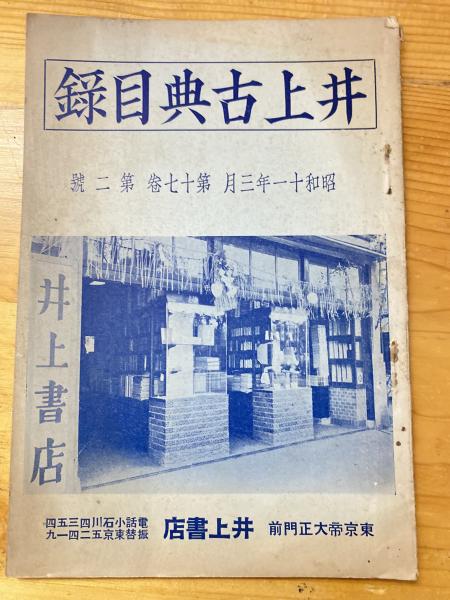 井上古典目錄
昭和十一年三月 第十七卷 第二號
井上書店
東京帝大正門前 井上書店
電話小石川四三五四
振替東京五二四一九